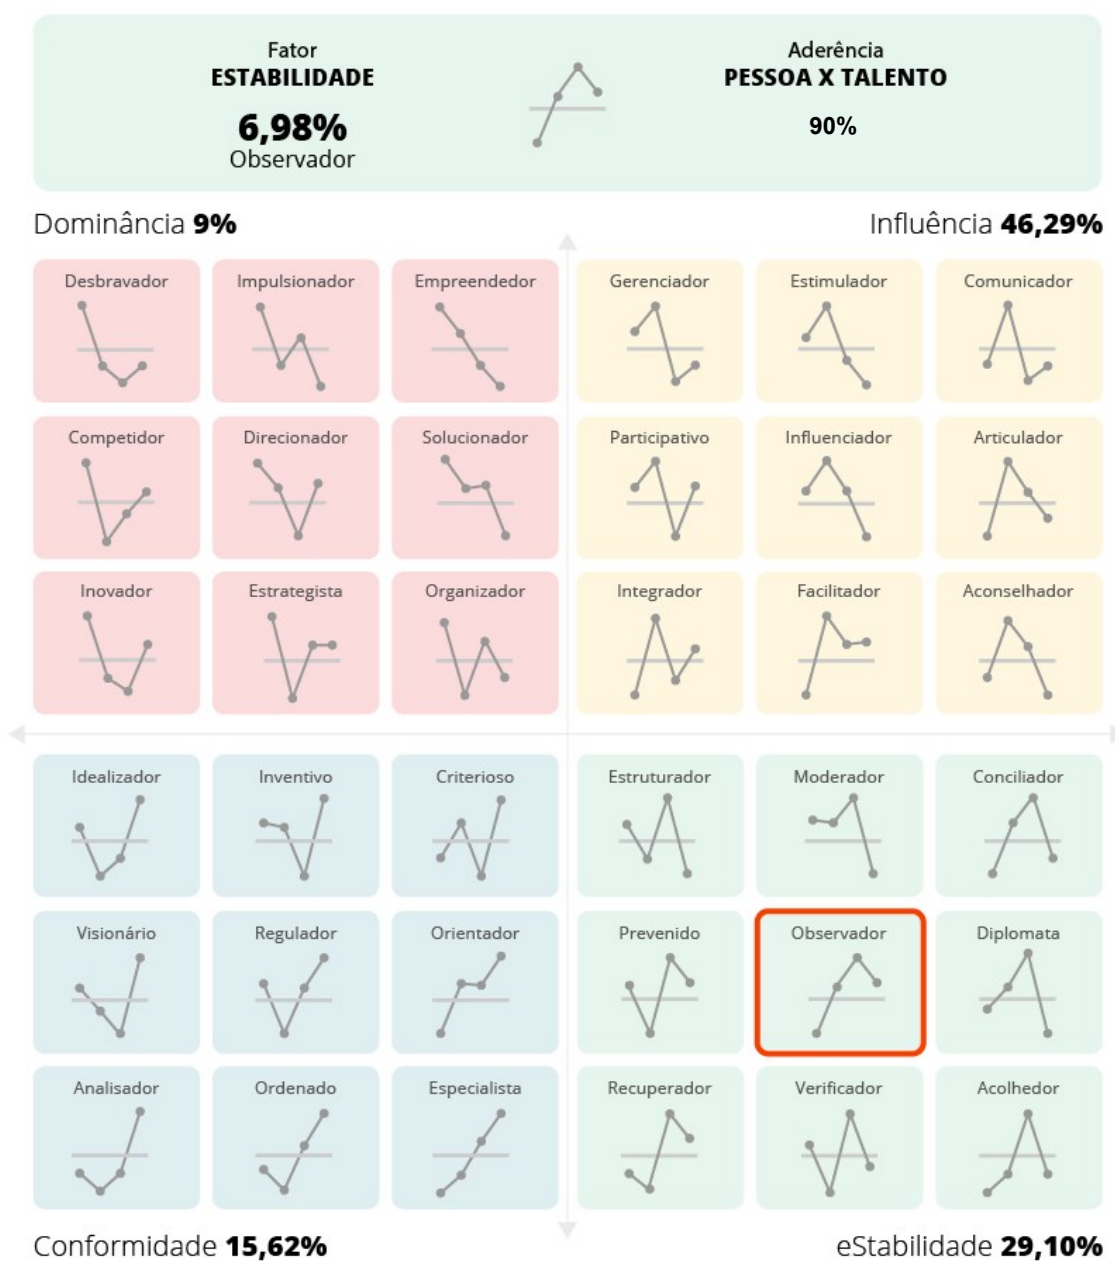 Fator
ESTABILIDADE
6,98%
Observador
Aderência
PESSOA X TALENTO
90%
Dominância 9%
Influência 46,29%
Desbravador
Impulsionador
Empreendedor
Gerenciador
Estimulador
Comunicador
Competidor
Direcionador
Solucionador
Participativo
Influenciador
Articulador
Inovador
Estrategista
Organizador
Integrador
Facilitador
Aconselhador
Idealizador
Inventivo
Criterioso
Estruturador
Moderador
Conciliador
Visionário
Regulador
Orientador
Prevenido
Observador
Diplomata
Analisador
Ordenado
Especialista
Recuperador
Verificador
Acolhedor
Conformidade 15,62%
eStabilidade 29,10%